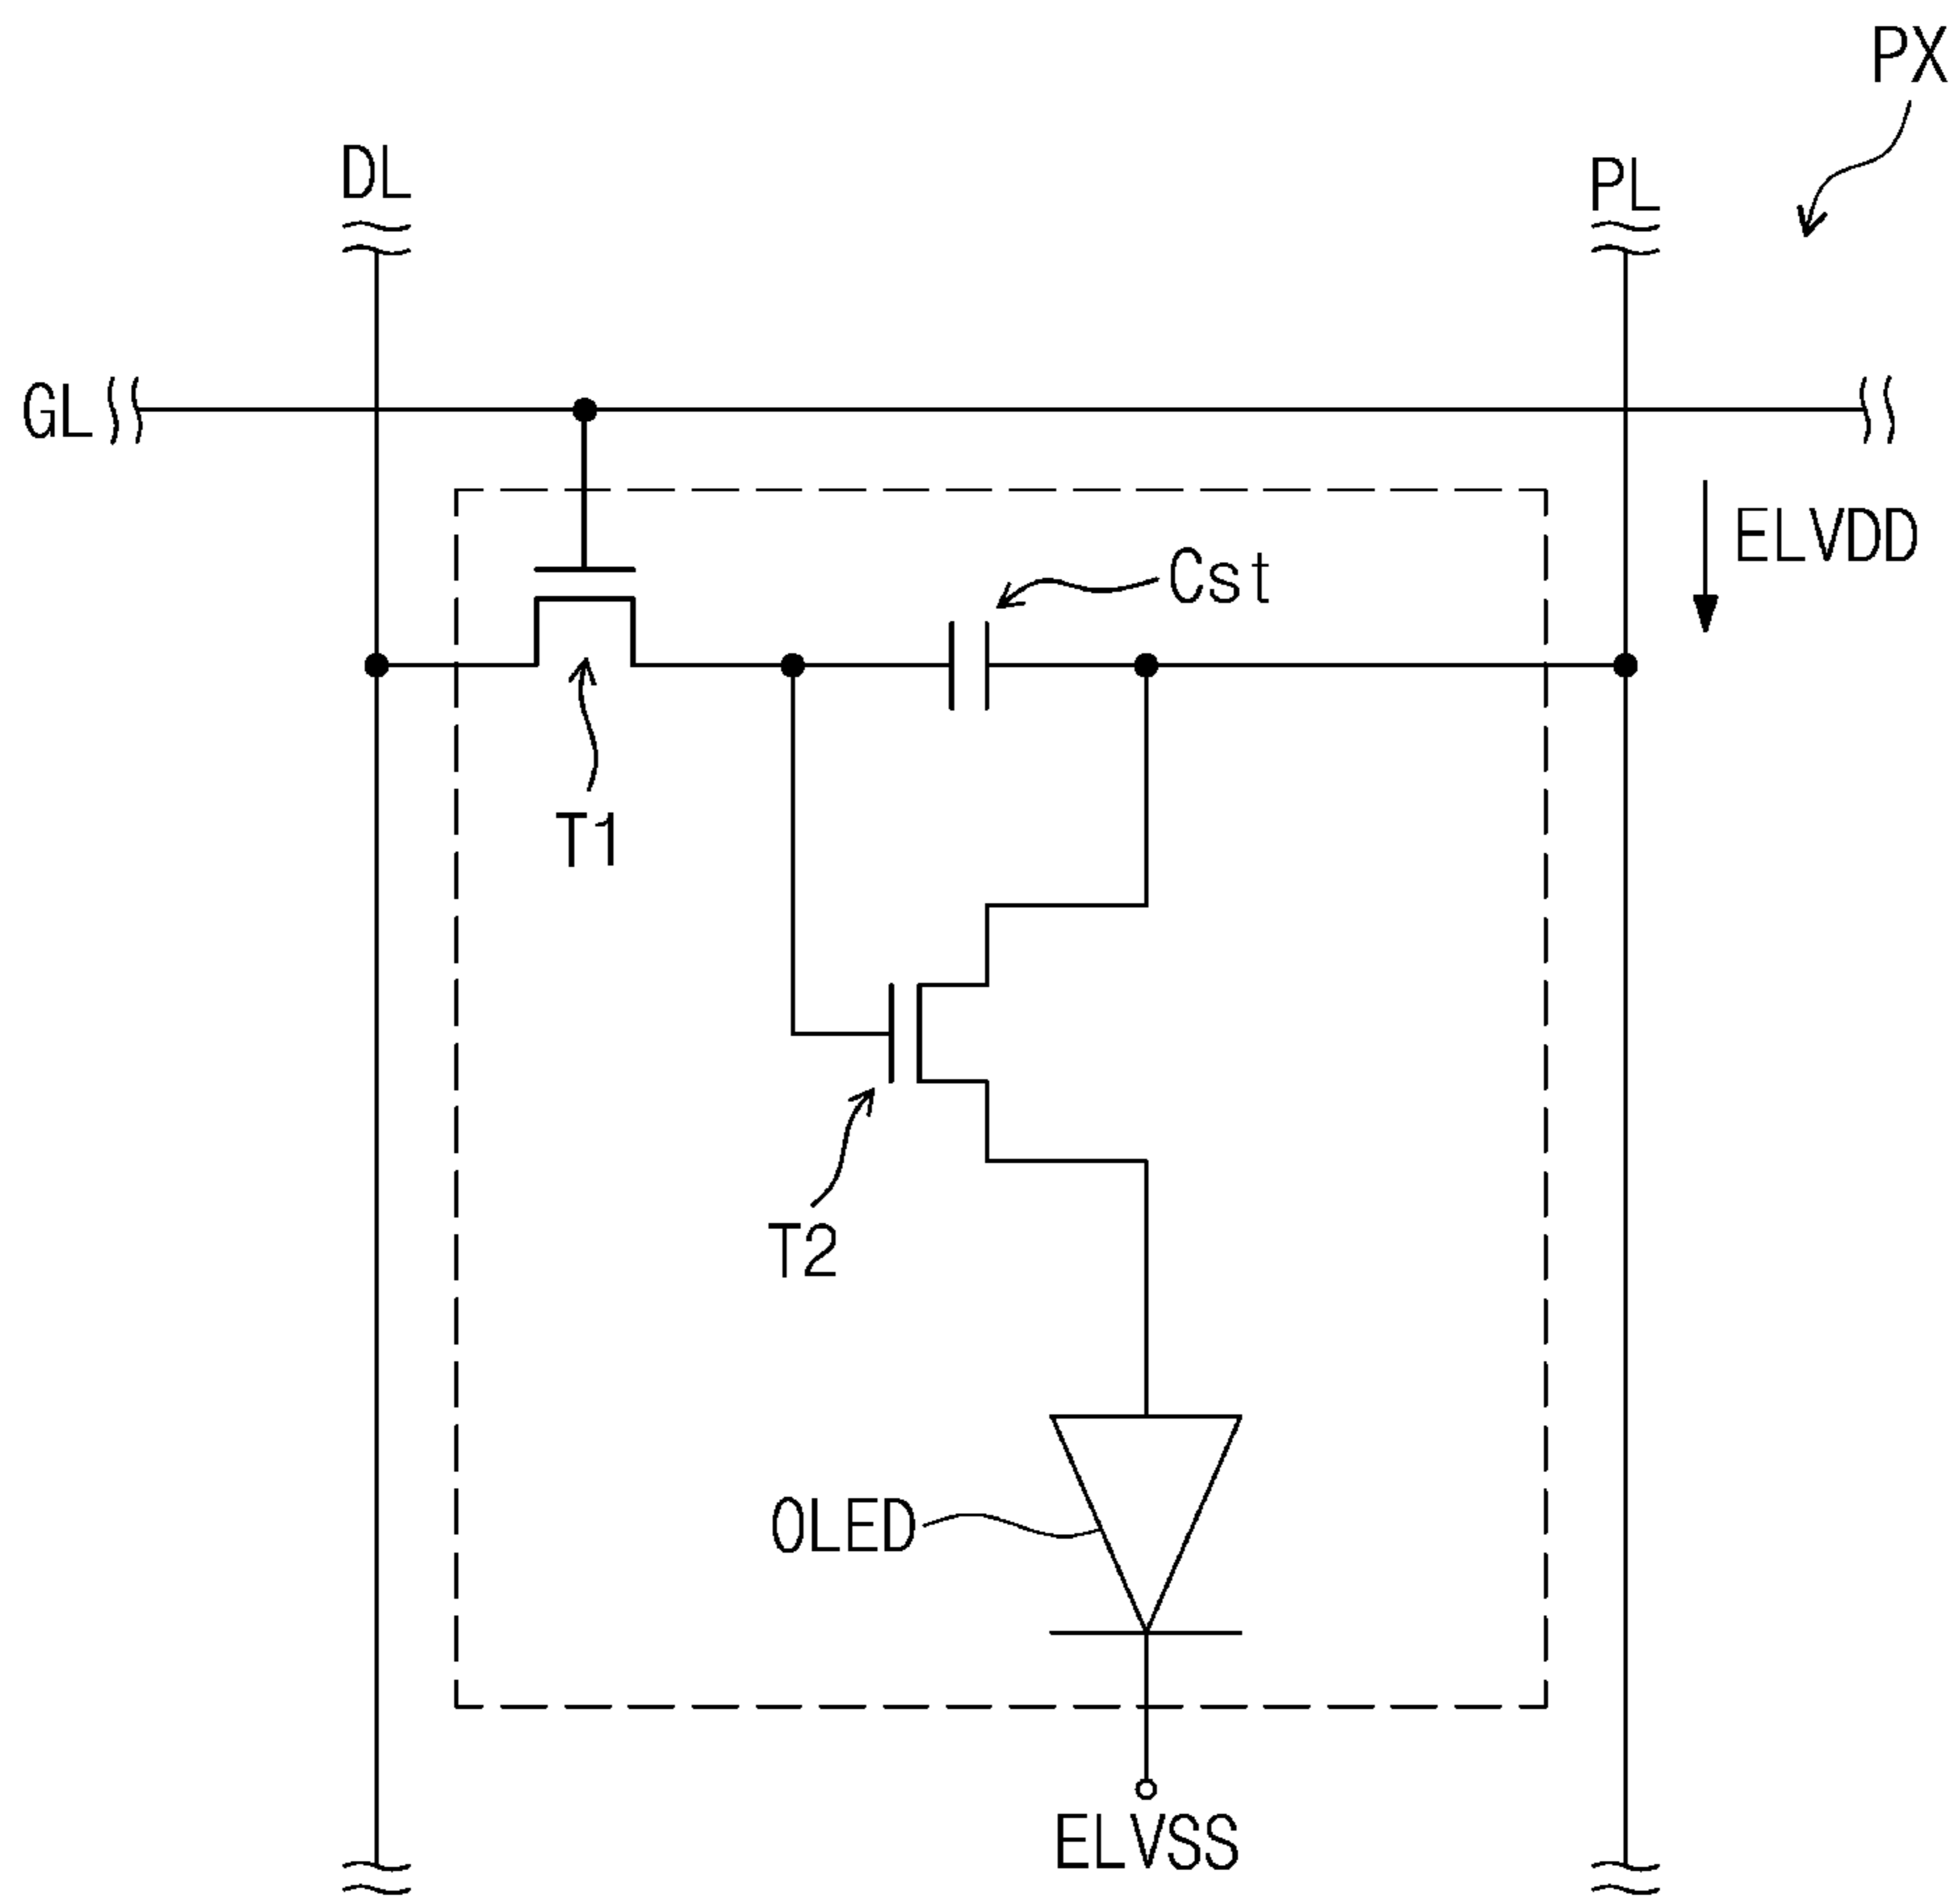 PX
DL
PL
GL
ELVDD
Cst
T1
T2
OLED
ELVSS